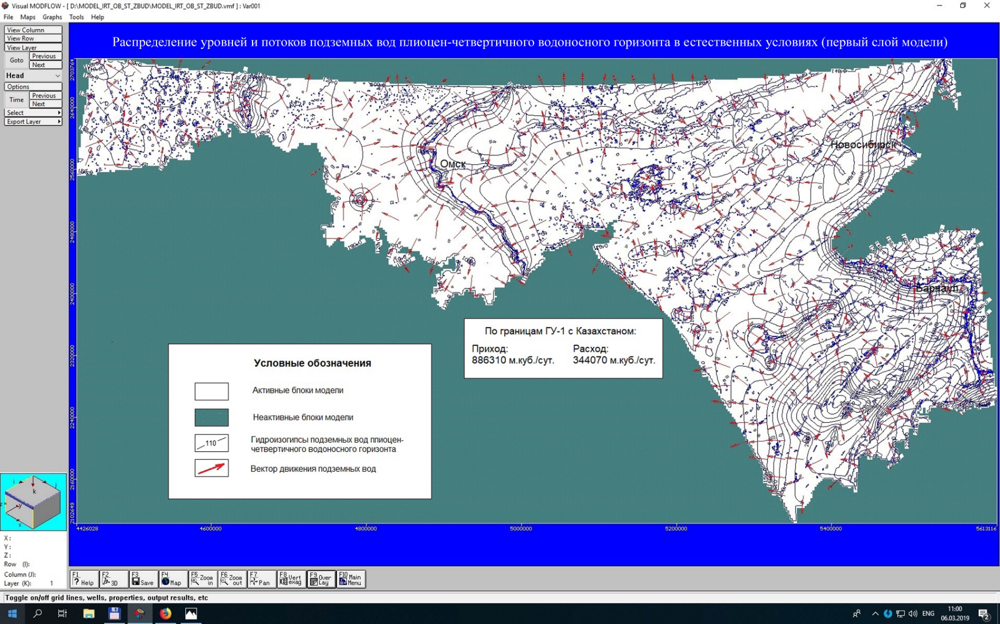 Visual MODFLOW - [ D:\MODEL_IRT_OB_ST_ZBUD\MODEL_IRT_OB_ST_ZBUD.vmf ] : Var001
File Maps Graphs Tools Help
View Column
View Row
View Layer
Goto
Previous
Next
Head
Options
Time
Previous
Next
Select
Export Layer
Распределение уровней и потоков подземных вод плиоцен-четвертичного водоносного горизонта в естественных условиях (первый слой модели)
2703764
2640000
2560000
2480000
2400000
2320000
2240000
2160000
2102649
Омск
Новосибирск
Барнаул
По границам ГУ-1 с Казахстаном:
Приход: Расход:
886310 м.куб./сут. 344070 м.куб./сут.
Условные обозначения
Активные блоки модели
Неактивные блоки модели
110
Гидроизогипсы подземных вод плиоцен-
четвертичного водоносного горизонта
Вектор движения подземных вод
4426028 4600000 4800000 5000000 5200000 5400000 5613116
i j k
z y x
X:
Y:
Z:
Row (I):
Column (J):
Layer (K): 1
F1 Help
F2 3D
F3 Save
F4 Map
F5 Zoom in
F6 Zoom out
F7 Pan
F8 Vert exag
F9 Over Lay
F10 Main Menu
Toggle on/off grid lines, wells, properties, output results, etc
ENG
11:00
06.03.2019
2